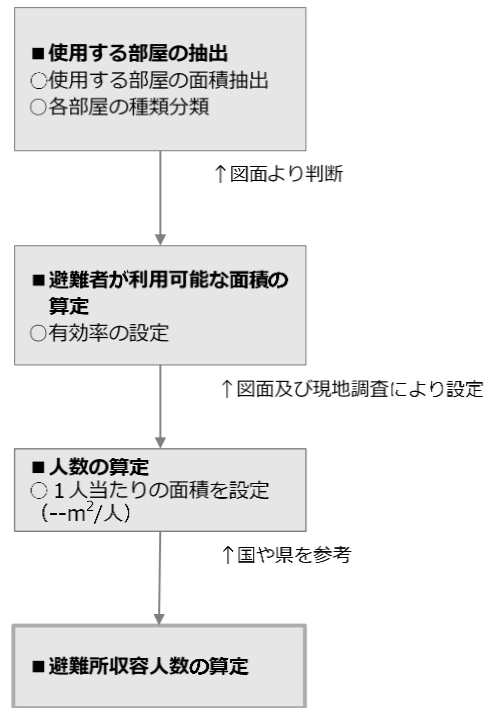 ■使用する部屋の抽出
○使用する部屋の面積抽出
○各部屋の種類分類
↑図面より判断
■避難者が利用可能な面積の
算定
○有効率の設定
↑図面及び現地調査により設定
■人数の算定
○１人当たりの面積を設定
（--m²/人）
↑国や県を参考
■避難所収容人数の算定